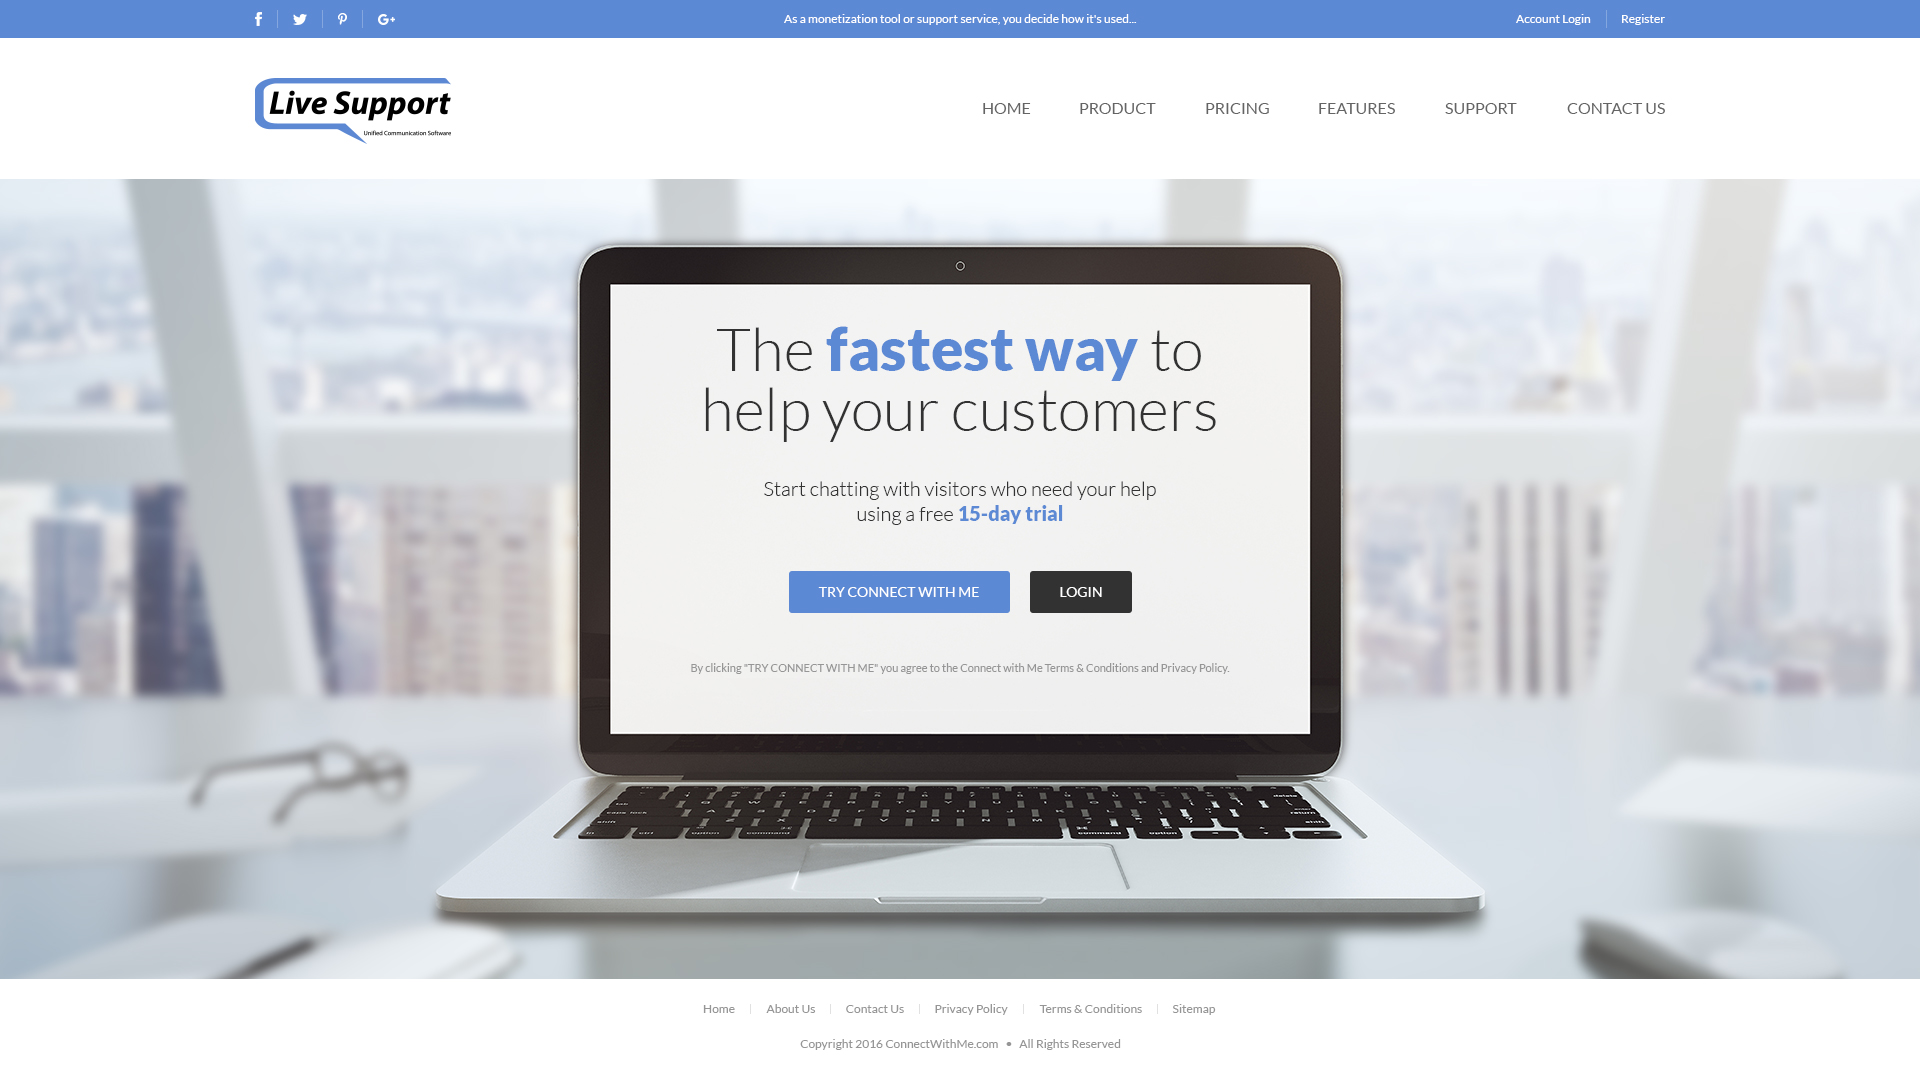 As a monetization tool or support service, you decide how it's used...
Account Login
Register
Live Support
Unified Communication Software
HOME
PRODUCT
PRICING
FEATURES
SUPPORT
CONTACT US
The fastest way to
help your customers
Start chatting with visitors who need your help
using a free 15-day trial
TRY CONNECT WITH ME
LOGIN
By clicking "TRY CONNECT WITH ME" you agree to the Connect with Me Terms & Conditions and Privacy Policy.
Home
About Us
Contact Us
Privacy Policy
Terms & Conditions
Sitemap
Copyright 2016 ConnectWithMe.com • All Rights Reserved